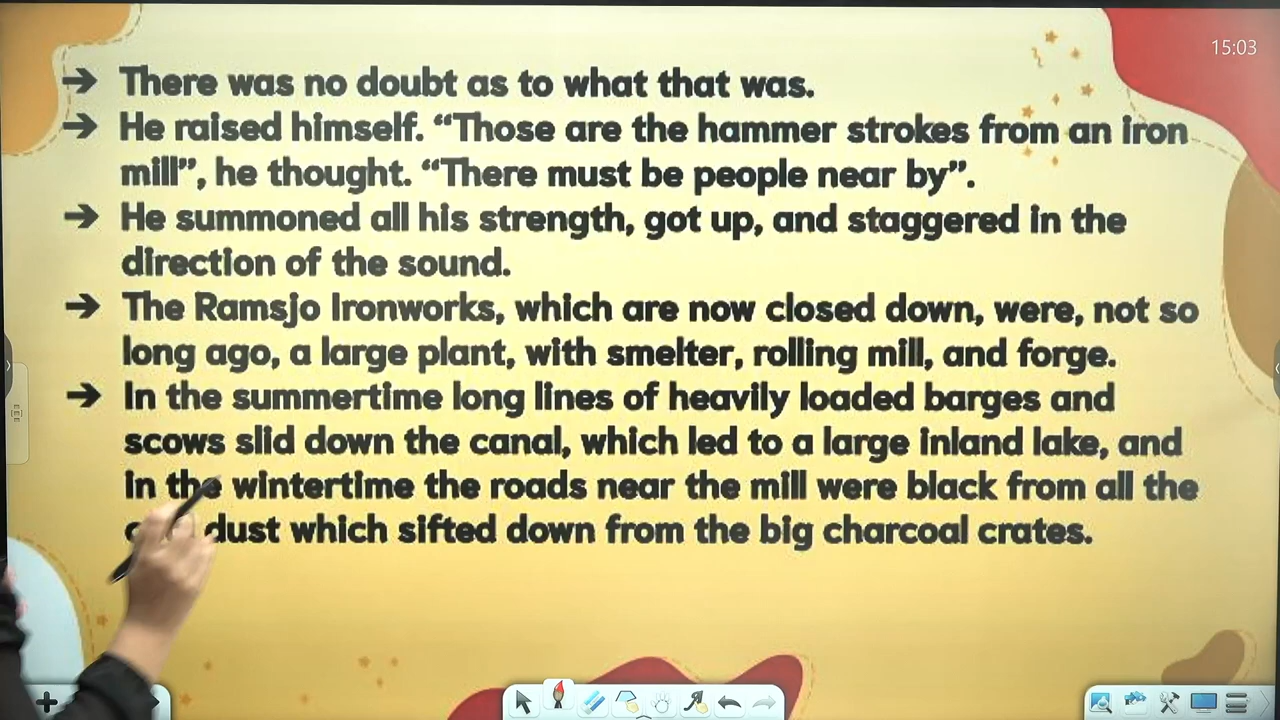 15:03
→ There was no doubt as to what that was.
→ He raised himself. “Those are the hammer strokes from an iron
mill”, he thought. “There must be people near by”.
→ He summoned all his strength, got up, and staggered in the
direction of the sound.
→ The Ramsjo Ironworks, which are now closed down, were, not so
long ago, a large plant, with smelter, rolling mill, and forge.
→ In the summertime long lines of heavily loaded barges and
scows slid down the canal, which led to a large inland lake, and
in the wintertime the roads near the mill were black from all the
dust which sifted down from the big charcoal crates.